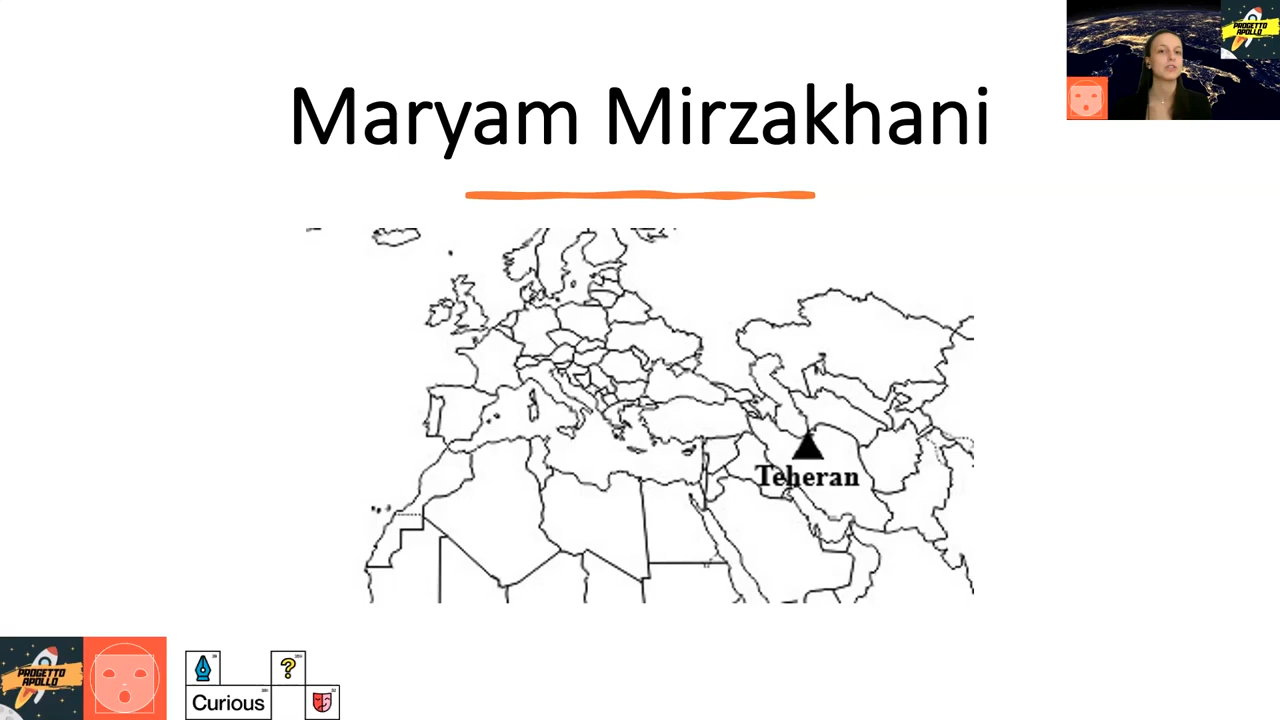 Maryam Mirzakhani
PROGETTO
APOLLO
Teheran
PROGETTO
APOLLO
Curious